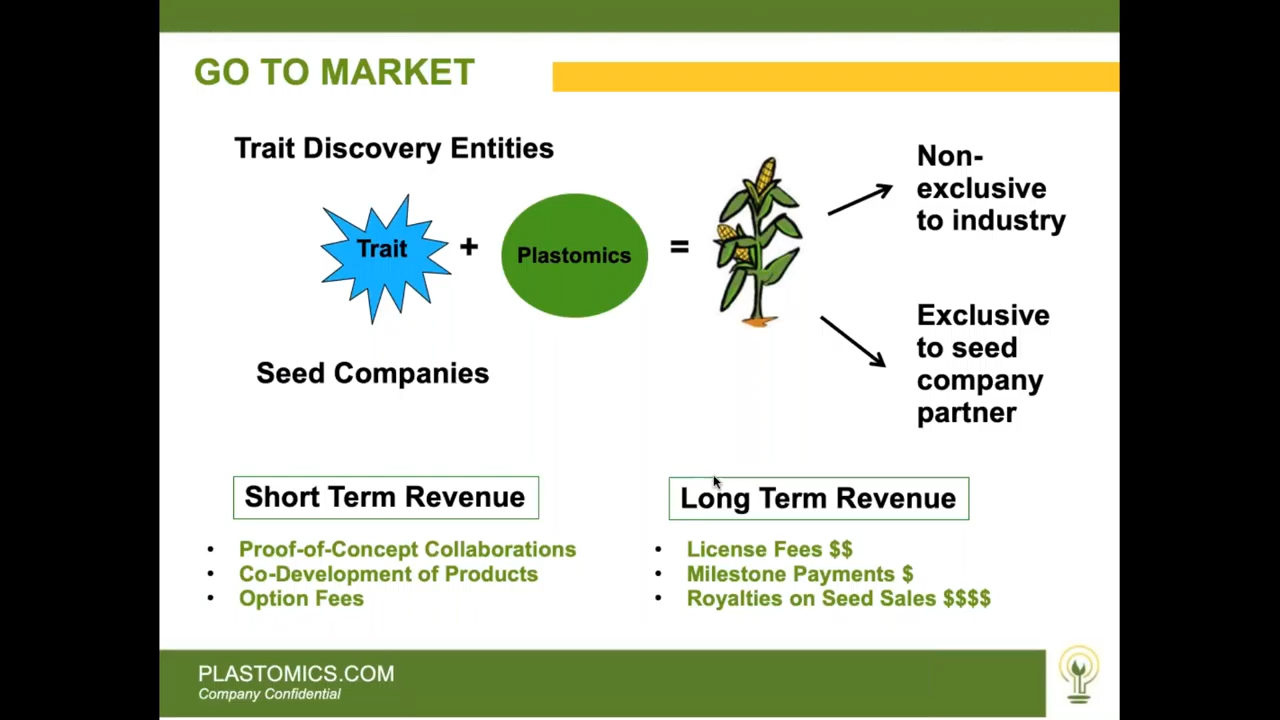 GO TO MARKET
Trait Discovery Entities
Trait
+
Plastomics
=
Seed Companies
Non-
exclusive
to industry
Exclusive
to seed
company
partner
Short Term Revenue
• Proof-of-Concept Collaborations
• Co-Development of Products
• Option Fees
Long Term Revenue
• License Fees $$
• Milestone Payments $
• Royalties on Seed Sales $$$$
PLASTOMICS.COM
Company Confidential